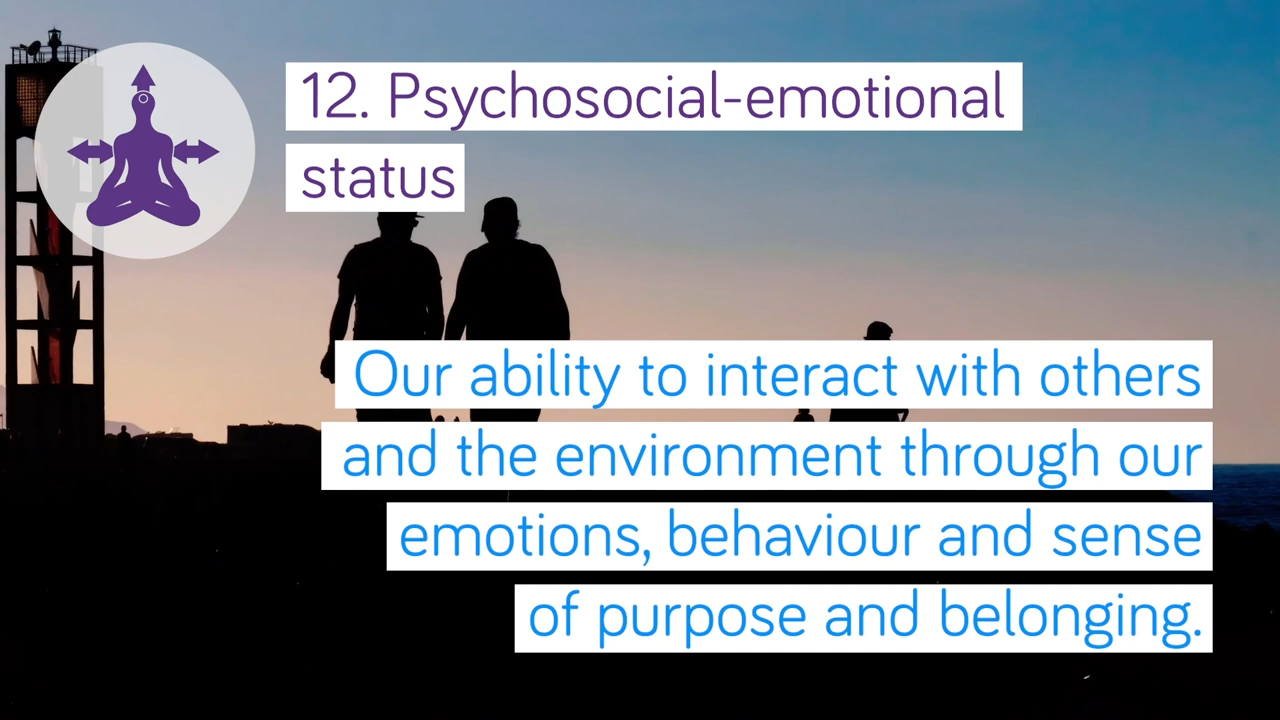 12. Psychosocial-emotional
status
Our ability to interact with others
and the environment through our
emotions, behaviour and sense
of purpose and belonging.